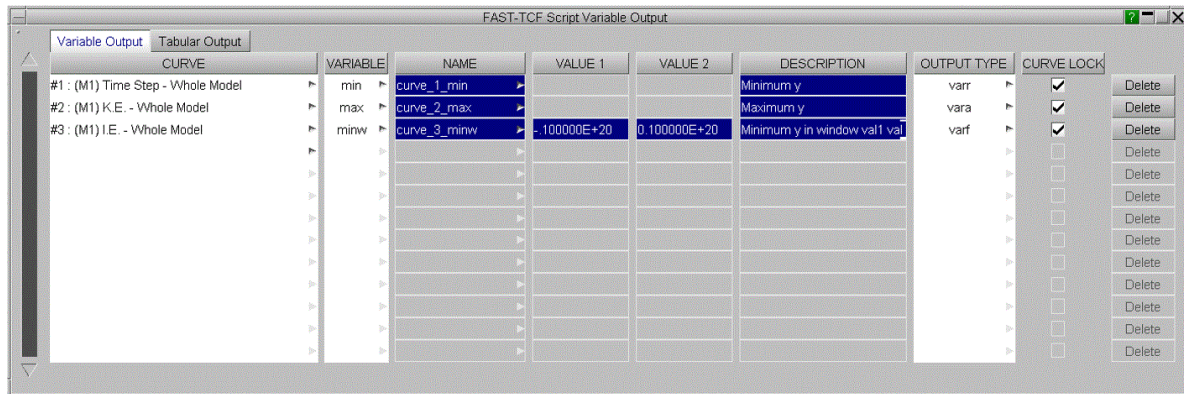 FAST-TCF Script Variable Output ?
Variable Output Tabular Output
CURVE VARIABLE NAME VALUE 1 VALUE 2 DESCRIPTION OUTPUT TYPE CURVE LOCK
#1 : (M1) Time Step - Whole Model min curve_1_min Minimum y varr Delete
#2 : (M1) K.E. - Whole Model max curve_2_max Maximum y vara Delete
#3 : (M1) I.E. - Whole Model minw curve_3_minw -.100000E+20 0.100000E+20 Minimum y in window val1 val varf Delete
Delete
Delete
Delete
Delete
Delete
Delete
Delete
Delete
Delete
Delete